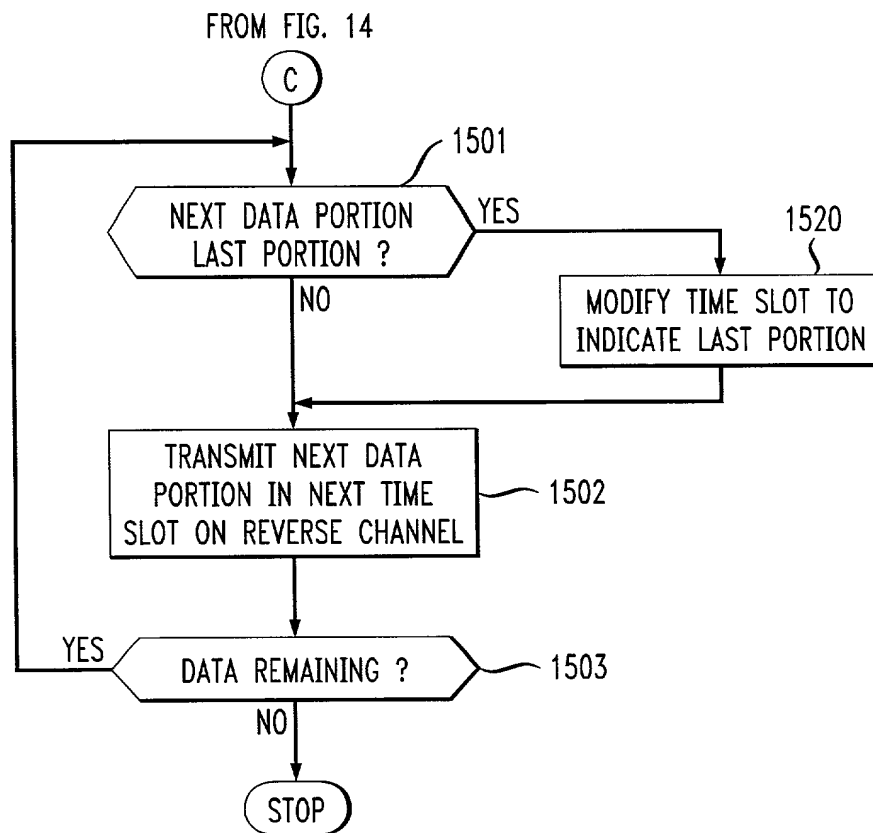 FROM FIG. 14
C
1501
NEXT DATA PORTION
LAST PORTION ?
YES
NO
1520
MODIFY TIME SLOT TO
INDICATE LAST PORTION
TRANSMIT NEXT DATA
PORTION IN NEXT TIME
SLOT ON REVERSE CHANNEL
1502
YES
DATA REMAINING ?
1503
NO
STOP